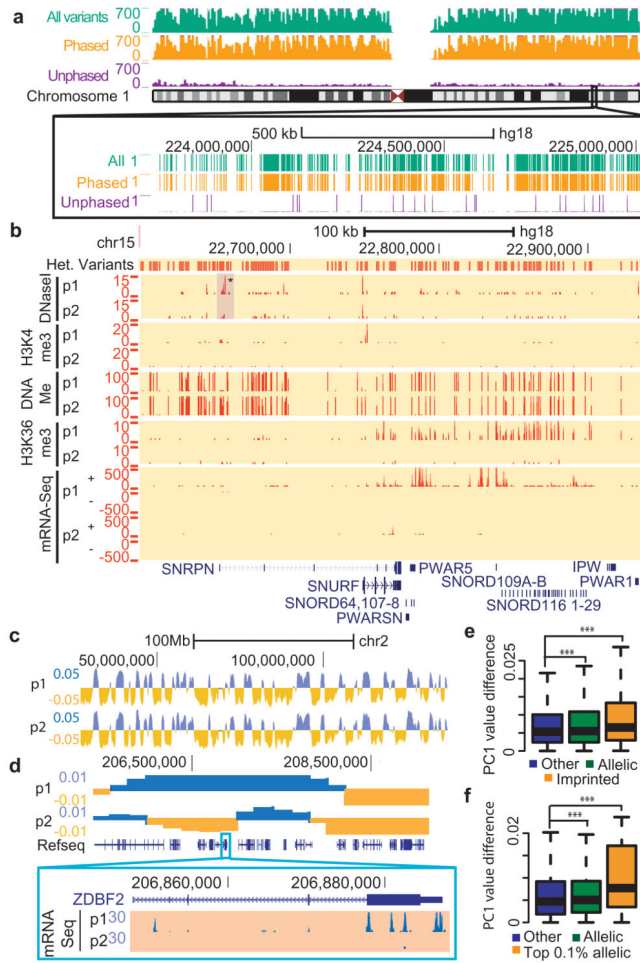 a
All variants 700 0
Phased 700 0
Unphased 700 0
Chromosome 1
500 kb hg18
224,000,000 224,500,000 225,000,000
All 1
Phased 1
Unphased 1
b
100 kb hg18
chr15
22,700,000 22,800,000 22,900,000
Het. Variants
DNaseI p1 15 0 *
p2 15 0
H3K4 me3 p1 20 0
p2 20 0
DNA Me p1 100 0
p2 100 0
H3K36 me3 p1 10 0
p2 10 0
mRNA-Seq p1 + 500 0
- 0 -500
p2 + 500 0
- 0 -500
SNRPN PWAR5 IPW
SNORD109A-B PWAR1
SNURF
SNORD64,107-8 SNORD116 1-29
PWARSN
c
100Mb chr2
50,000,000 100,000,000
p1 0.05 -0.05
p2 0.05 -0.05
d
206,500,000 208,500,000
p1 0.01 -0.01
p2 0.01 -0.01
Refseq
206,860,000 206,880,000
ZDBF2
mRNA Seq p1 30
p2 30
e
PC1 value difference
0.025
0
***
***
Other Allelic
Imprinted
f
PC1 value difference
0.02
0
***
***
Other Allelic
Top 0.1% allelic